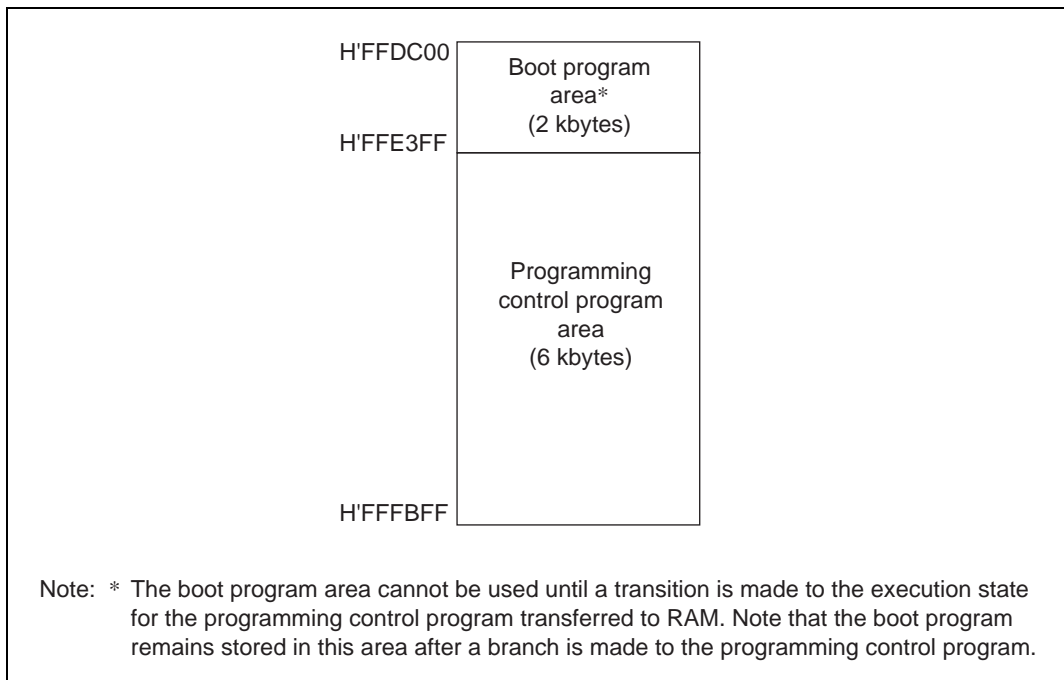 H'FFDC00
Boot program
area*
(2 kbytes)
H'FFE3FF
Programming
control program
area
(6 kbytes)
H'FFFBFF
Note: * The boot program area cannot be used until a transition is made to the execution state
for the programming control program transferred to RAM. Note that the boot program
remains stored in this area after a branch is made to the programming control program.